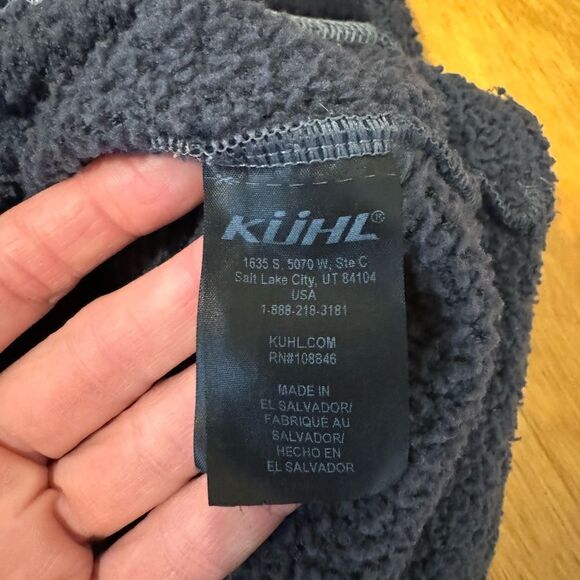 KÜHL®
1635 S. 5070 W, Ste C
Salt Lake City, UT 84104
USA
1-888-218-3181
KUHL.COM
RN#108846
MADE IN
EL SALVADOR/
FABRIQUÉ AU
SALVADOR/
HECHO EN
EL SALVADOR